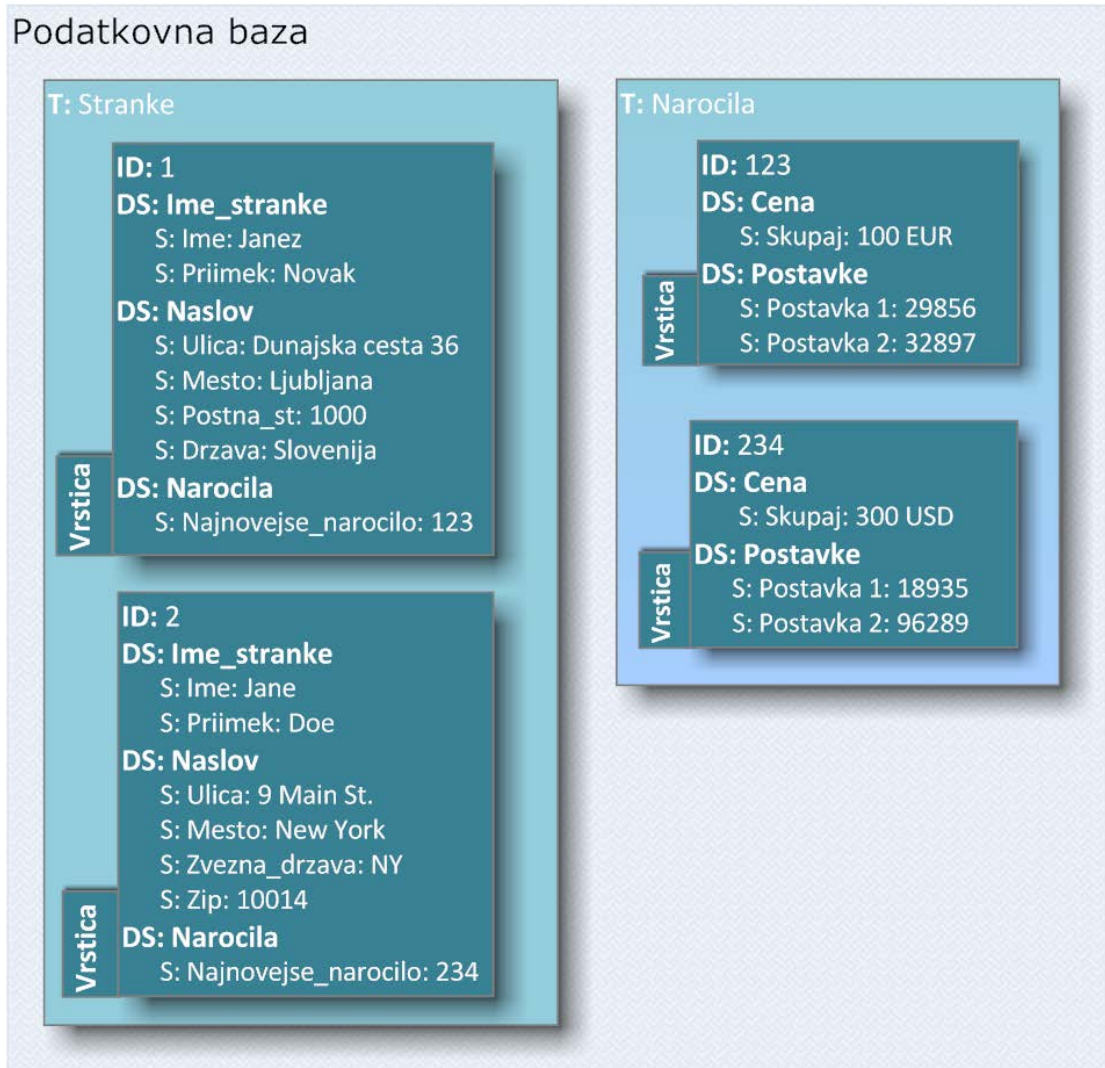 Podatkovna baza
T: Stranke
ID: 1
DS: Ime_stranke
S: Ime: Janez
S: Priimek: Novak
DS: Naslov
S: Ulica: Dunajska cesta 36
S: Mesto: Ljubljana
S: Postna_st: 1000
S: Drzava: Slovenija
DS: Narocila
S: Najnovejse_narocilo: 123
Vrstica
ID: 2
DS: Ime_stranke
S: Ime: Jane
S: Priimek: Doe
DS: Naslov
S: Ulica: 9 Main St.
S: Mesto: New York
S: Zvezna_drzava: NY
S: Zip: 10014
DS: Narocila
S: Najnovejse_narocilo: 234
Vrstica
T: Narocila
ID: 123
DS: Cena
S: Skupaj: 100 EUR
DS: Postavke
S: Postavka 1: 29856
S: Postavka 2: 32897
Vrstica
ID: 234
DS: Cena
S: Skupaj: 300 USD
DS: Postavke
S: Postavka 1: 18935
S: Postavka 2: 96289
Vrstica